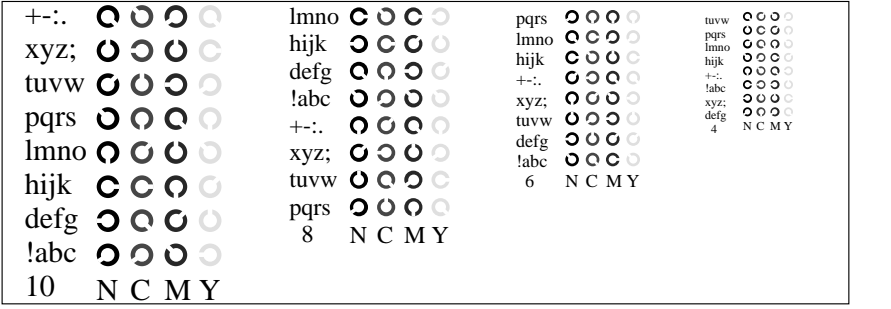 +-:.
xyz;
tuvw
pqrs
lmno
hijk
defg
!abc
10 N C M Y
lmno
hijk
defg
!abc
+-:.
xyz;
tuvw
pqrs
8 N C M Y
pqrs
lmno
hijk
+-:.
xyz;
tuvw
defg
!abc
6 N C M Y
tuvw
pqrs
lmno
hijk
+-:.
!abc
xyz;
defg
4 N C M Y